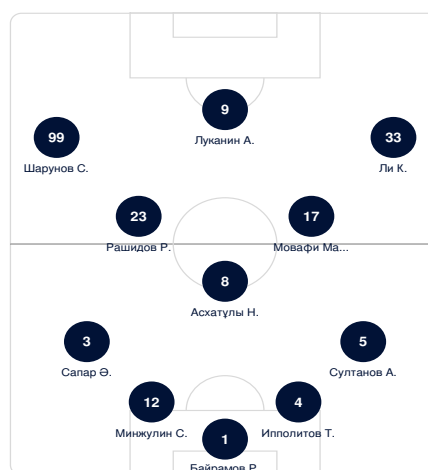 9
Луканин А.
99
33
Шарунов С.
Ли К.
23
17
Рашидов Р.
Мовафи Ма...
8
Асхатұлы Н.
3
5
Сапар Ә.
Султанов А.
12
4
Минжулин С.
Ипполитов Т.
1
Байрамов Р.